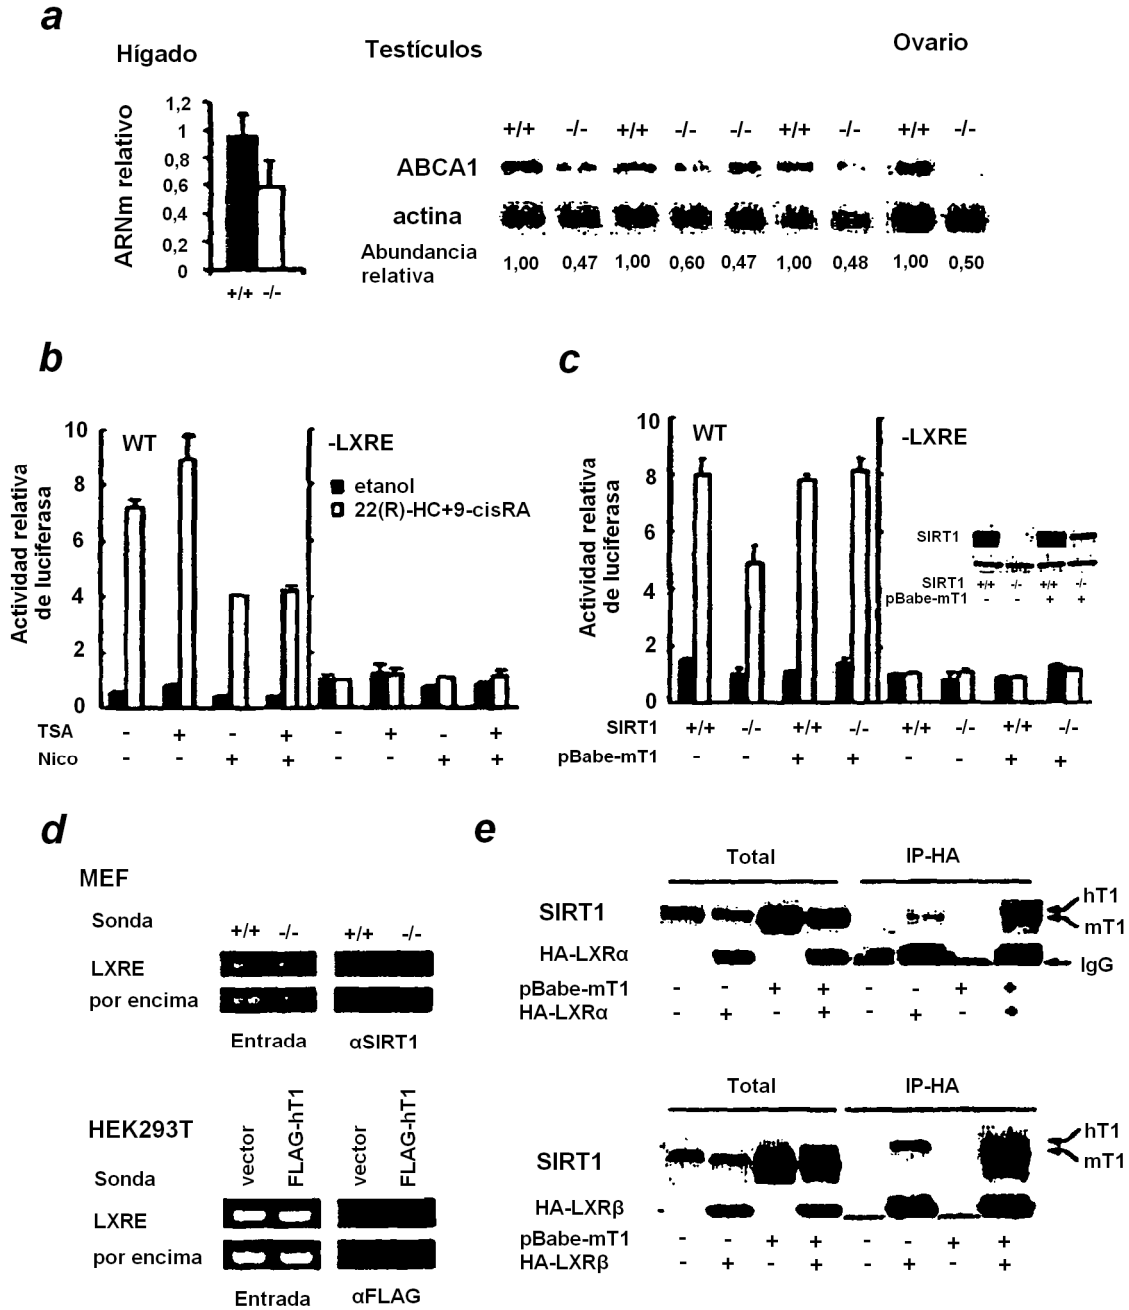 a
Hígado
Testículos
Ovario
ARNm relativo
1,2
1
0,8
0,6
0,4
0,2
0
+/+ -/-
+/+ -/- +/+ -/- -/- +/+ -/- +/+ -/-
ABCA1
actina
Abundancia
relativa
1,00 0,47 1,00 0,60 0,47 1,00 0,48 1,00 0,50
b
Actividad relativa
de luciferasa
10
8
6
4
2
0
WT
-LXRE
etanol
22(R)-HC+9-cisRA
TSA - + - + - + - +
Nico - - + + - - + +
c
Actividad relativa
de luciferasa
10
8
6
4
2
0
WT
-LXRE
SIRT1
SIRT1 +/+ -/- +/+ -/-
pBabe-mT1 - - + +
SIRT1 +/+ -/- +/+ -/- +/+ -/- +/+ -/-
pBabe-mT1 - - + + - - + +
d
MEF
Sonda
+/+ -/- +/+ -/-
LXRE
por encima
Entrada αSIRT1
HEK293T
Sonda
vector
FLAG-hT1
vector
FLAG-hT1
LXRE
por encima
Entrada αFLAG
e
Total IP-HA
SIRT1
hT1
mT1
HA-LXRα
IgG
pBabe-mT1 - - + + - - + +
HA-LXRα - + - + - + - +
Total IP-HA
SIRT1
hT1
mT1
HA-LXRβ
pBabe-mT1 - - + + - - + +
HA-LXRβ - + - + - + - +